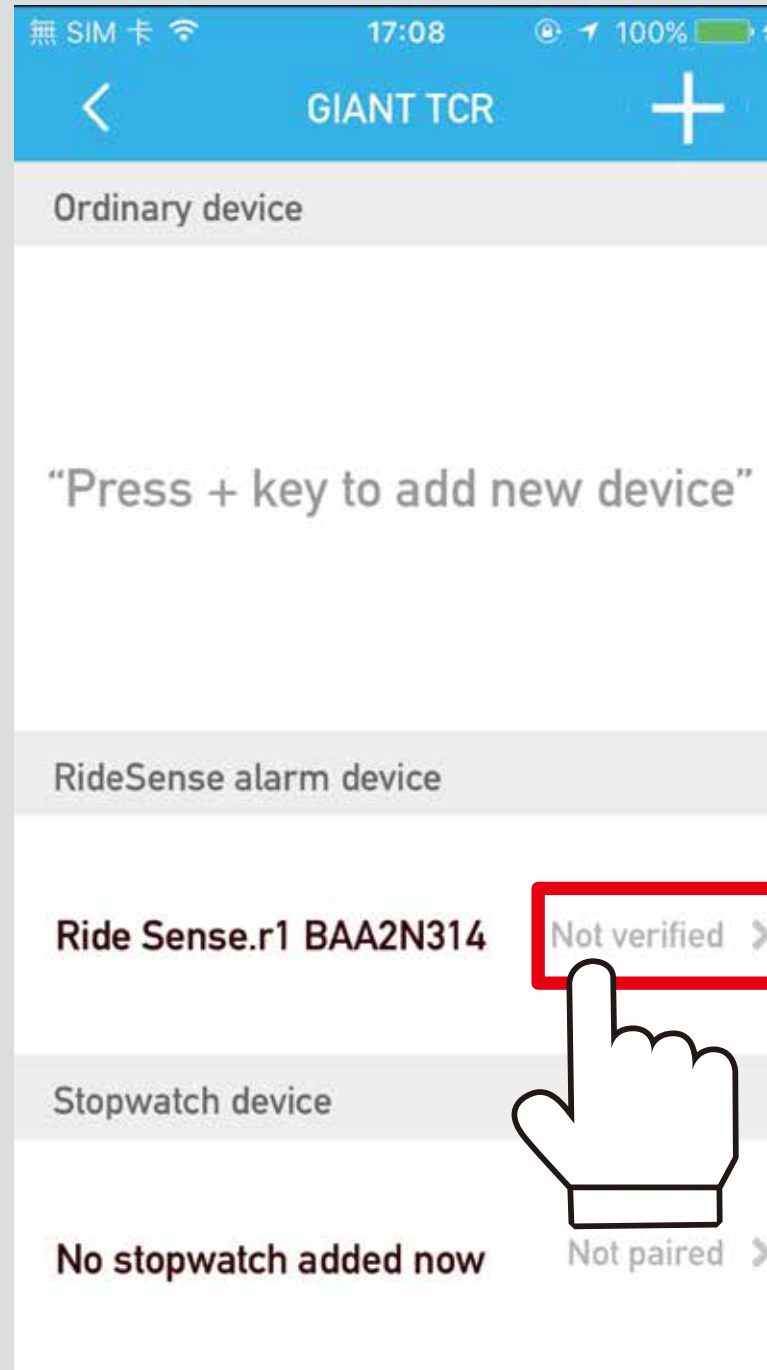 無 SIM 卡 17:08 100%
GIANT TCR
Ordinary device
“Press + key to add new device”
RideSense alarm device
Ride Sense.r1 BAA2N314 Not verified
Stopwatch device
No stopwatch added now Not paired